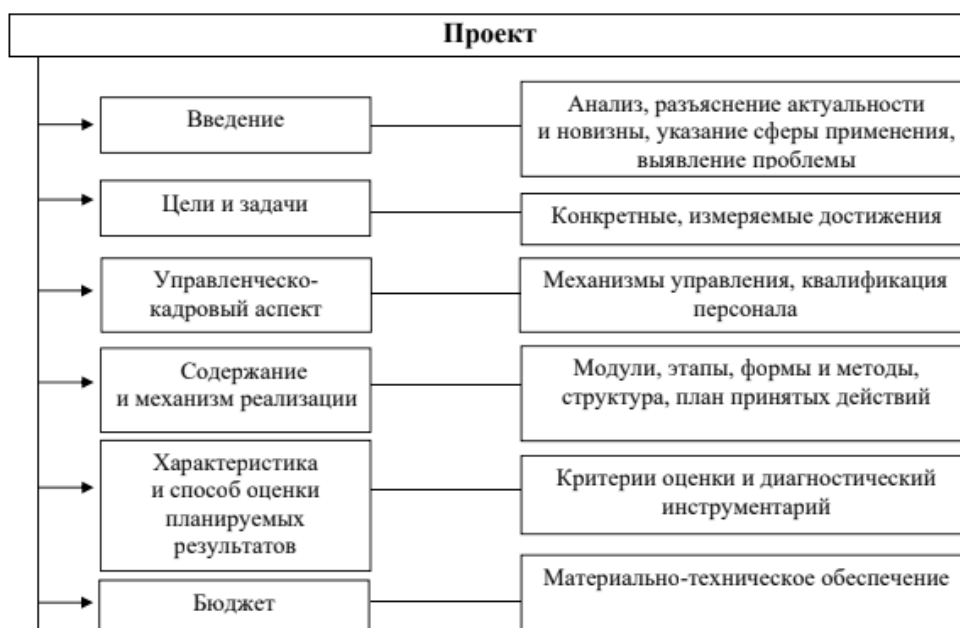 Проект
Введение
Анализ, разъяснение актуальности
и новизны, указание сферы применения,
выявление проблемы
Цели и задачи
Конкретные, измеряемые достижения
Управленческо-
кадровый аспект
Механизмы управления, квалификация
персонала
Содержание
и механизм реализации
Модули, этапы, формы и методы,
структура, план принятых действий
Характеристика
и способ оценки
планируемых
результатов
Критерии оценки и диагностический
инструментарий
Бюджет
Материально-техническое обеспечение